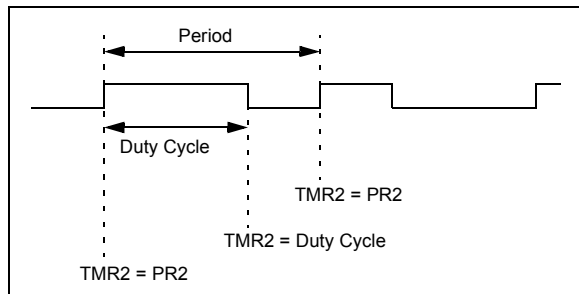 Period
Duty Cycle
TMR2 = PR2
TMR2 = Duty Cycle
TMR2 = PR2